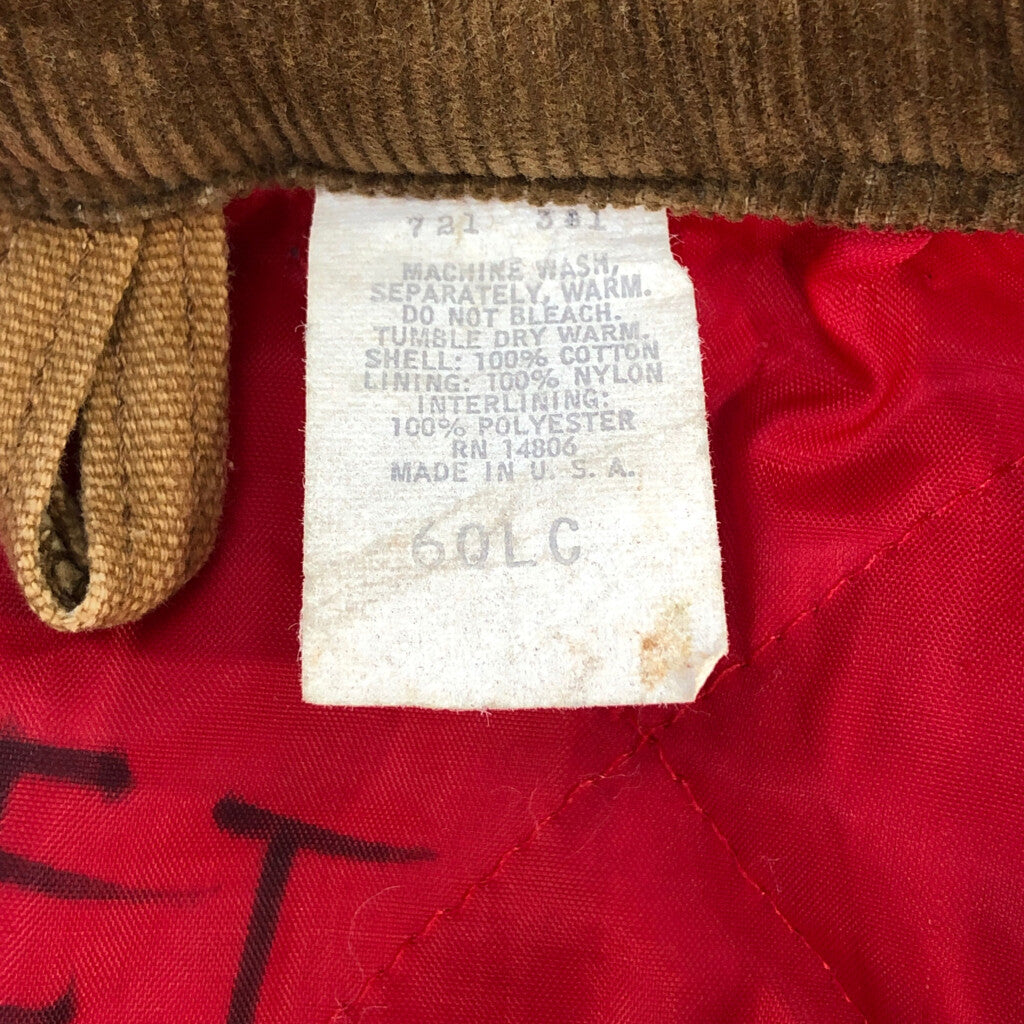 721 381
MACHINE WASH,
SEPARATELY, WARM.
DO NOT BLEACH.
TUMBLE DRY WARM.
SHELL: 100% COTTON
LINING: 100% NYLON
INTERLINING:
100% POLYESTER
RN 14806
MADE IN U. S. A.
60LC
ET